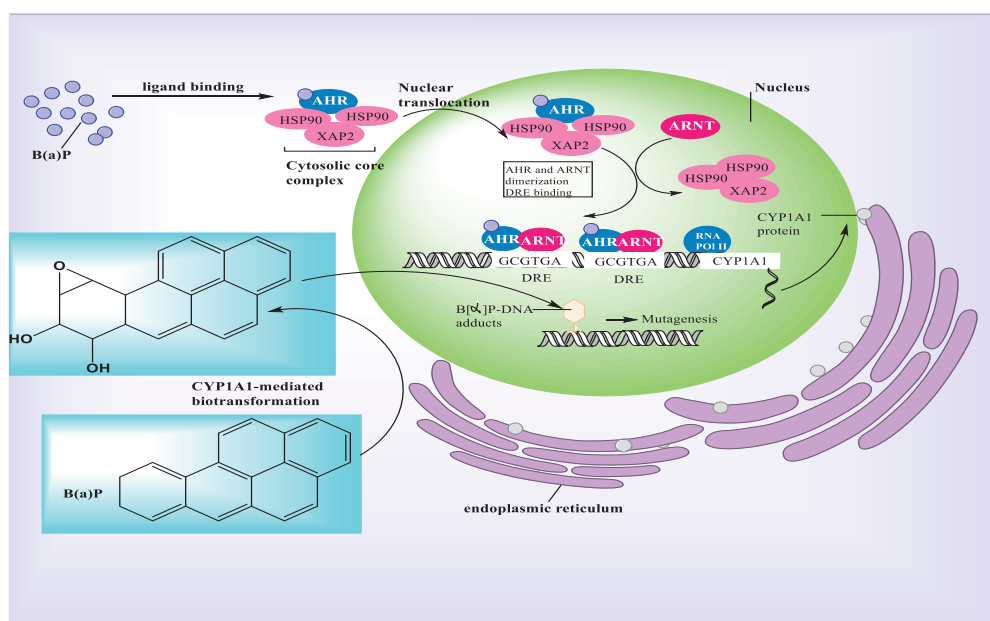 ligand binding
B(a)P
AHR
HSP90
HSP90
XAP2
Cytosolic core
complex
Nuclear
translocation
Nucleus
AHR
HSP90
HSP90
XAP2
ARNT
AHR and ARNT
dimerization
DRE binding
HSP90
HSP90
XAP2
CYP1A1
protein
AHR
ARNT
AHR
ARNT
RNA
POl II
GCGTGA
GCGTGA
CYP1A1
DRE
DRE
B[α]P-DNA
adducts
Mutagenesis
O
HO
OH
CYP1A1-mediated
biotransformation
B(a)P
endoplasmic reticulum